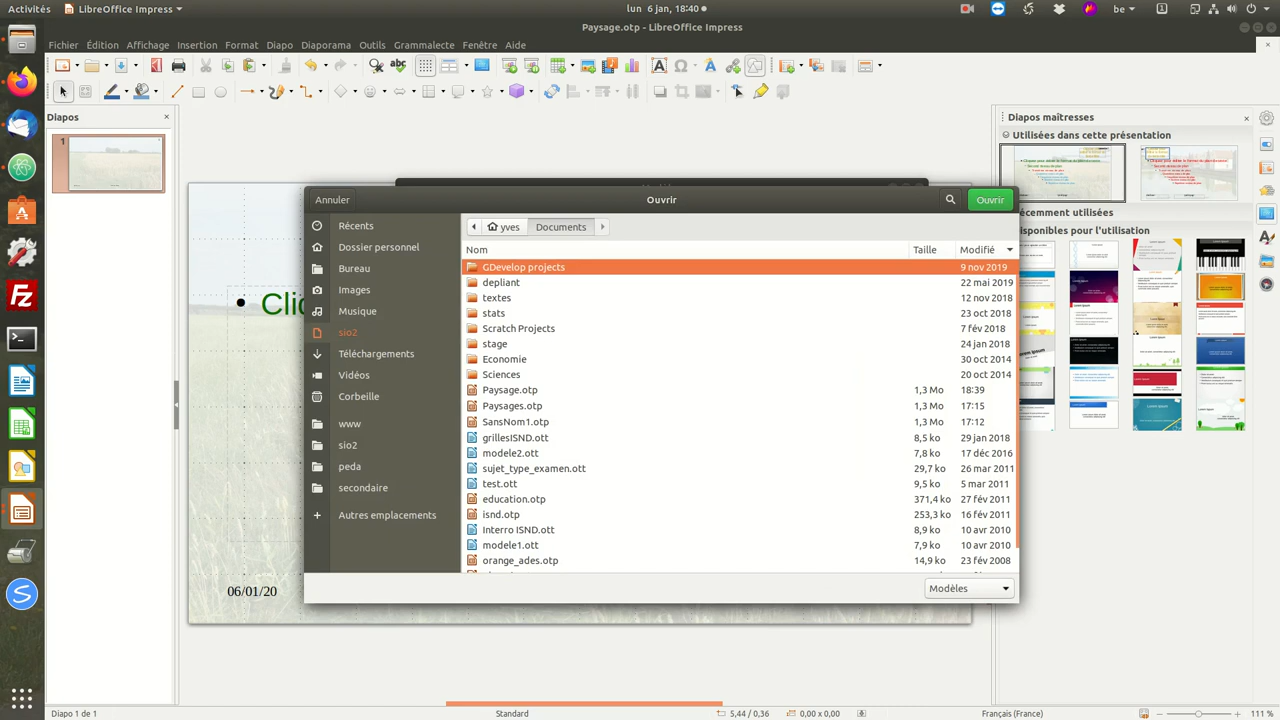 Activités LibreOffice Impress lun 6 jan, 18:40 be
Paysage.otp - LibreOffice Impress
Fichier Édition Affichage Insertion Format Diapo Diaporama Outils Grammalecte Fenêtre Aide
Diapos
1
Diapos maîtresses
Utilisées dans cette présentation
Annuler Ouvrir Ouvrir
Récents
Dossier personnel
Bureau
Images
Musique
sio2
Téléchargements
Vidéos
Corbeille
www
sio2
peda
secondaire
Autres emplacements
yves Documents
Nom Taille Modifié
GDevelop projects 9 nov 2019
depliant 22 mai 2019
textes 12 nov 2018
stats 23 oct 2018
Scratch Projects 7 fév 2018
stage 24 jan 2018
Economie 30 oct 2014
Sciences 20 oct 2014
Paysage.otp 1,3 Mo 18:39
Paysages.otp 1,3 Mo 17:15
SansNom1.otp 1,3 Mo 17:12
grillesISND.ott 8,5 ko 29 jan 2018
modele2.ott 7,8 ko 17 déc 2016
sujet_type_examen.ott 29,7 ko 26 mar 2011
test.ott 9,5 ko 5 mar 2011
education.otp 371,4 ko 27 fév 2011
isnd.otp 253,3 ko 16 fév 2011
Interro ISND.ott 8,9 ko 10 avr 2010
modele1.ott 7,9 ko 10 avr 2010
orange_ades.otp 14,9 ko 23 fév 2008
Modèles
écemment utilisées
isponibles pour l'utilisation
Clic
06/01/20
Diapo 1 de 1 Standard 5,44 / 0,36 0,00 x 0,00 Français (France) 111 %